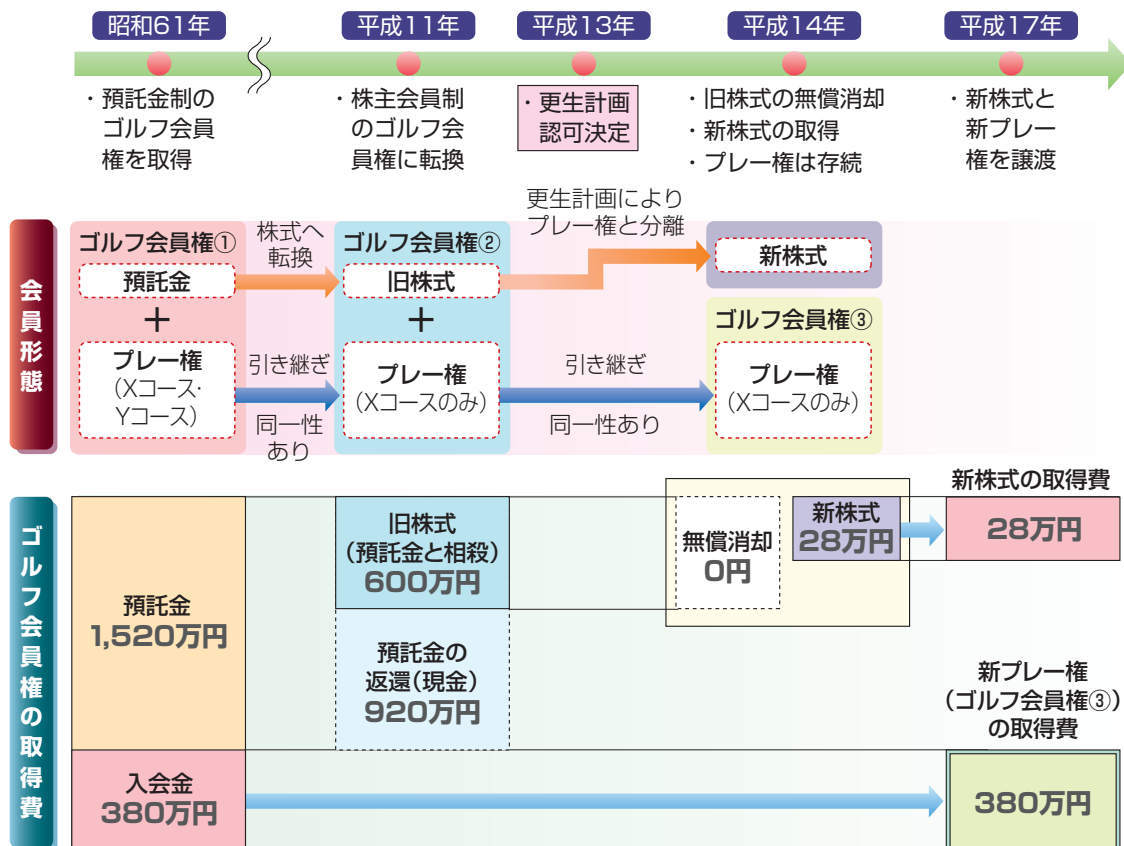 昭和61年
平成11年
平成13年
平成14年
平成17年
・預託金制の
ゴルフ会員
権を取得
・株主会員制
のゴルフ会
員権に転換
・更生計画
認可決定
・旧株式の無償消却
・新株式の取得
・プレー権は存続
・新株式と
新プレー
権を譲渡
会員形態
ゴルフ会員権①
預託金
+
プレー権
(Xコース・
Yコース)
株式へ
転換
引き継ぎ
同一性
あり
ゴルフ会員権②
旧株式
+
プレー権
(Xコースのみ)
更生計画により
プレー権と分離
引き継ぎ
同一性あり
新株式
ゴルフ会員権③
プレー権
(Xコースのみ)
ゴルフ会員権の取得費
預託金
1,520万円
入会金
380万円
旧株式
(預託金と相殺)
600万円
預託金の
返還(現金)
920万円
無償消却
0円
新株式
28万円
新株式の取得費
28万円
新プレー権
(ゴルフ会員権③)
の取得費
380万円